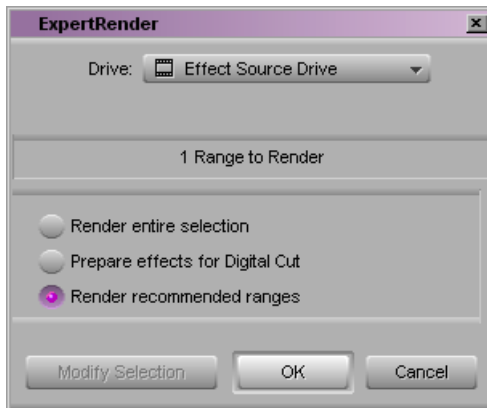 ExpertRender
Drive: Effect Source Drive
1 Range to Render
Render entire selection
Prepare effects for Digital Cut
Render recommended ranges
Modify Selection OK Cancel